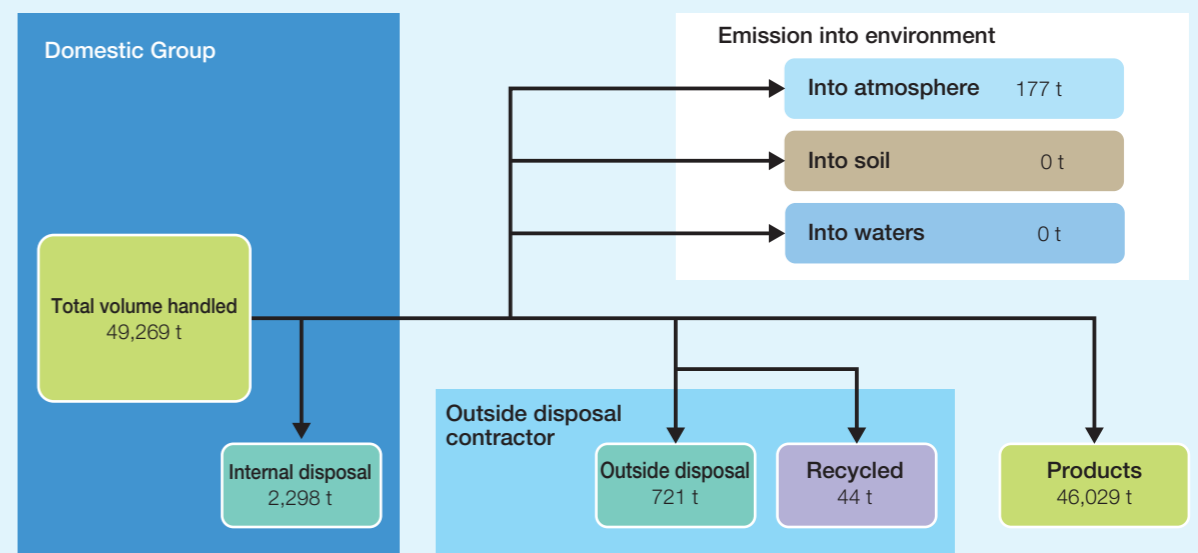 Domestic Group
Emission into environment
Into atmosphere 177 t
Into soil 0 t
Into waters 0 t
Total volume handled
49,269 t
Internal disposal
2,298 t
Outside disposal
contractor
Outside disposal
721 t
Recycled
44 t
Products
46,029 t